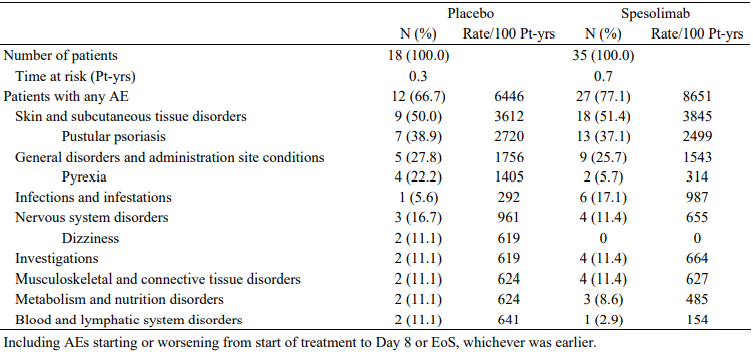 Placebo Spesolimab
N (%) Rate/100 Pt-yrs N (%) Rate/100 Pt-yrs
Number of patients 18 (100.0) 35 (100.0)
Time at risk (Pt-yrs) 0.3 0.7
Patients with any AE 12 (66.7) 6446 27 (77.1) 8651
Skin and subcutaneous tissue disorders 9 (50.0) 3612 18 (51.4) 3845
Pustular psoriasis 7 (38.9) 2720 13 (37.1) 2499
General disorders and administration site conditions 5 (27.8) 1756 9 (25.7) 1543
Pyrexia 4 (22.2) 1405 2 (5.7) 314
Infections and infestations 1 (5.6) 292 6 (17.1) 987
Nervous system disorders 3 (16.7) 961 4 (11.4) 655
Dizziness 2 (11.1) 619 0 0
Investigations 2 (11.1) 619 4 (11.4) 664
Musculoskeletal and connective tissue disorders 2 (11.1) 624 4 (11.4) 627
Metabolism and nutrition disorders 2 (11.1) 624 3 (8.6) 485
Blood and lymphatic system disorders 2 (11.1) 641 1 (2.9) 154
Including AEs starting or worsening from start of treatment to Day 8 or EoS, whichever was earlier.